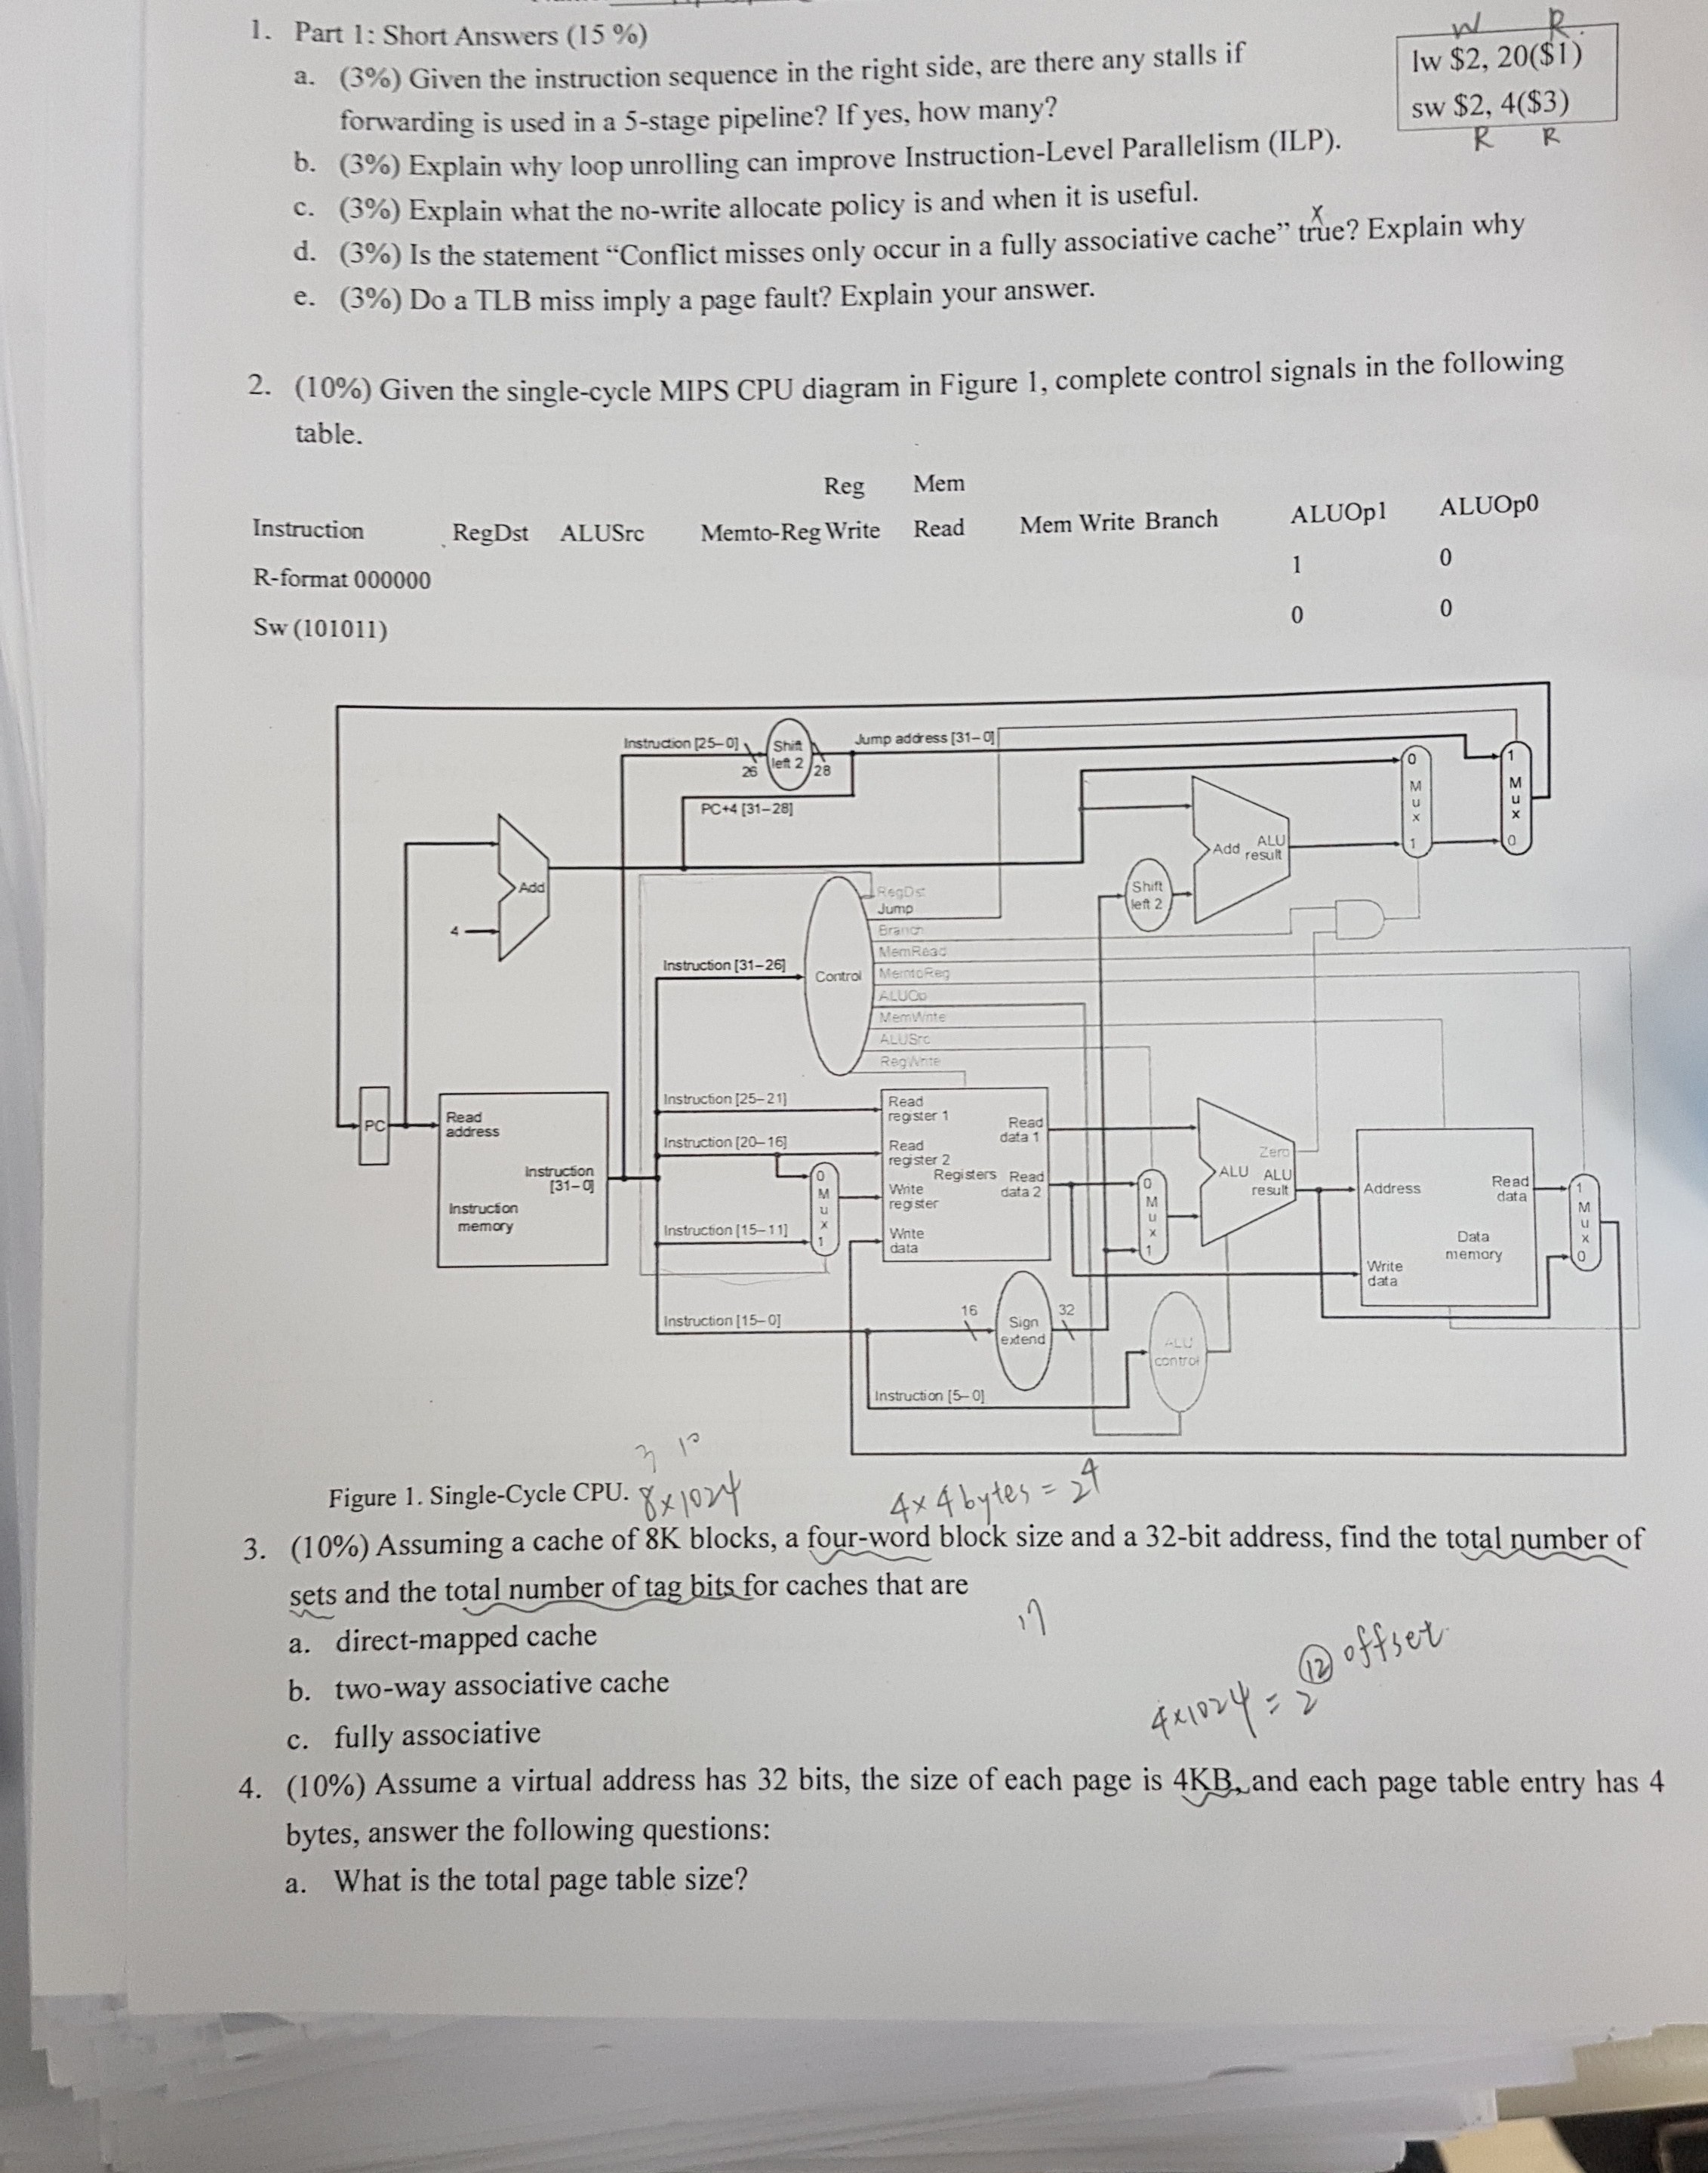 1. Part 1: Short Answers (15 %)
a. (3%) Given the instruction sequence in the right side, are there any stalls if
forwarding is used in a 5-stage pipeline? If yes, how many?
W R
lw $2, 20($1)
sw $2, 4($3)
R R
b. (3%) Explain why loop unrolling can improve Instruction-Level Parallelism (ILP).
c. (3%) Explain what the no-write allocate policy is and when it is useful.
x
d. (3%) Is the statement “Conflict misses only occur in a fully associative cache” true? Explain why
e. (3%) Do a TLB miss imply a page fault? Explain your answer.
2. (10%) Given the single-cycle MIPS CPU diagram in Figure 1, complete control signals in the following
table.
Reg Mem
Instruction RegDst ALUSrc Memto-Reg Write Read Mem Write Branch ALUOp1 ALUOp0
R-format 000000 1 0
Sw (101011) 0 0
Instruction [25–0]
26
Shift
left 2
28
Jump address [31–0]
PC+4 [31–28]
Add
4
Add ALU
result
Shift
left 2
0
M
u
x
1
1
M
u
x
0
Instruction [31–26]
Control
RegDst
Jump
Branch
MemRead
MemtoReg
ALUOp
MemWrite
ALUSrc
RegWrite
PC
Read
address
Instruction
[31–0]
Instruction
memory
Instruction [25–21]
Instruction [20–16]
Instruction [15–11]
Instruction [15–0]
0
M
u
x
1
Read
register 1
Read
register 2
Write
register
Write
data
Registers
Read
data 1
Read
data 2
0
M
u
x
1
Zero
ALU ALU
result
Address
Read
data
Data
memory
Write
data
1
M
u
x
0
16
Sign
extend
32
ALU
control
Instruction [5–0]
3 10
Figure 1. Single-Cycle CPU. 8x1024
4x4bytes = 2^4
3. (10%) Assuming a cache of 8K blocks, a four-word block size and a 32-bit address, find the total number of
sets and the total number of tag bits for caches that are
a. direct-mapped cache
17
b. two-way associative cache
4x1024 = 2^12 offset
c. fully associative
4. (10%) Assume a virtual address has 32 bits, the size of each page is 4KB, and each page table entry has 4
bytes, answer the following questions:
a. What is the total page table size?